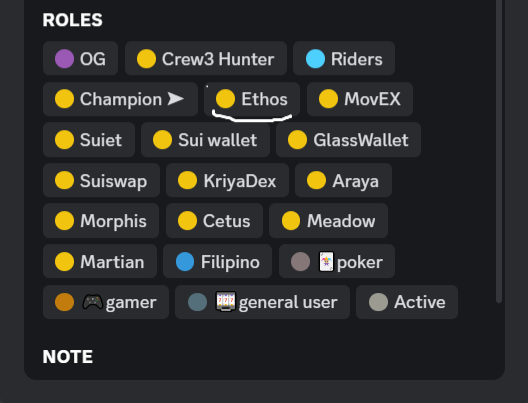 ROLES
OG Crew3 Hunter Riders
Champion ➤ Ethos MovEX
Suiet Sui wallet GlassWallet
Suiswap KriyaDex Araya
Morphis Cetus Meadow
Martian Filipino 🃏poker
🎮gamer 🎰general user Active
NOTE